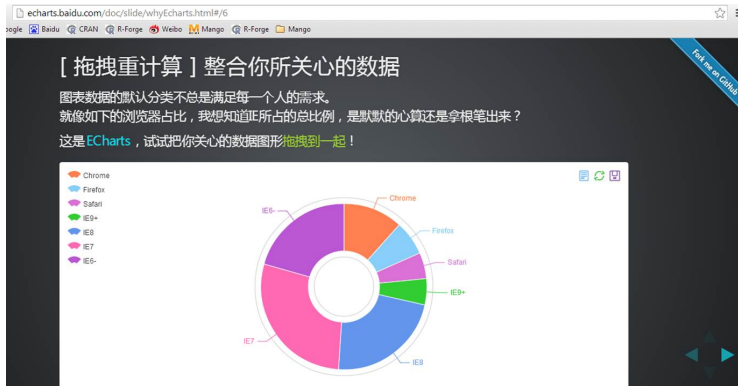 echarts.baidu.com/doc/slide/whyEcharts.html#/6
oogle Baidu CRAN R-Forge Weibo Mango R-Forge Mango
Fork me on GitHub
[ 拖拽重计算 ] 整合你所关心的数据
图表数据的默认分类不总是满足每一个人的需求。
就像如下的浏览器占比，我想知道IE所占的总比例，是默默的心算还是拿根笔出来？
这是ECharts，试试把你关心的数据图形拖拽到一起！
Chrome
Firefox
Safari
IE9+
IE8
IE7
IE6-
IE6-
Chrome
Firefox
Safari
IE9+
IE7
IE8